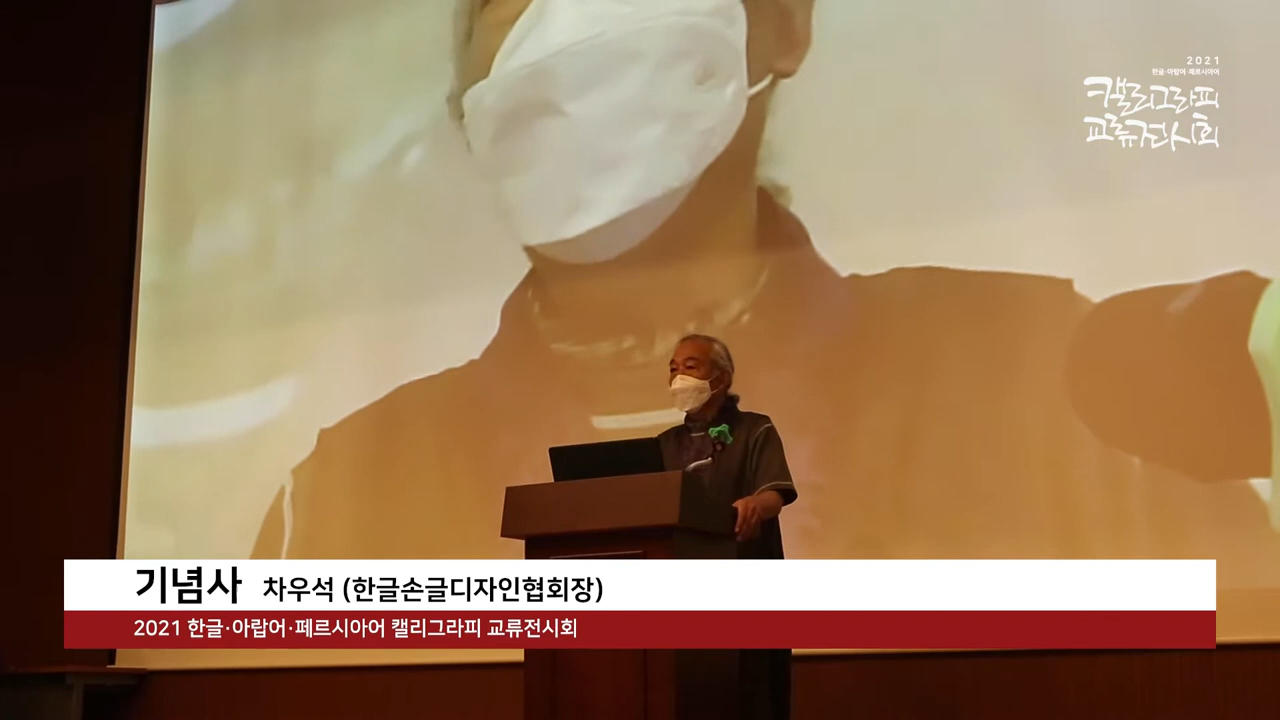 2021
한글·아랍어·페르시아어
캘리그라피
교류전시회
기념사 차우석 (한글손글디자인협회장)
2021 한글·아랍어·페르시아어 캘리그라피 교류전시회